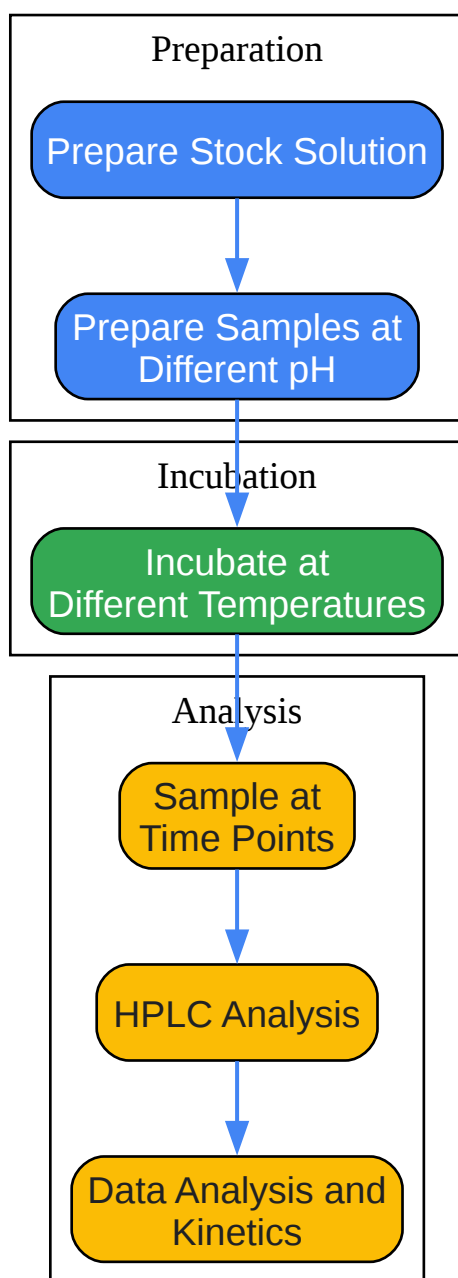 Preparation
Prepare Stock Solution
Prepare Samples at
Different pH
Incubation
Incubate at
Different Temperatures
Analysis
Sample at
Time Points
HPLC Analysis
Data Analysis and
Kinetics